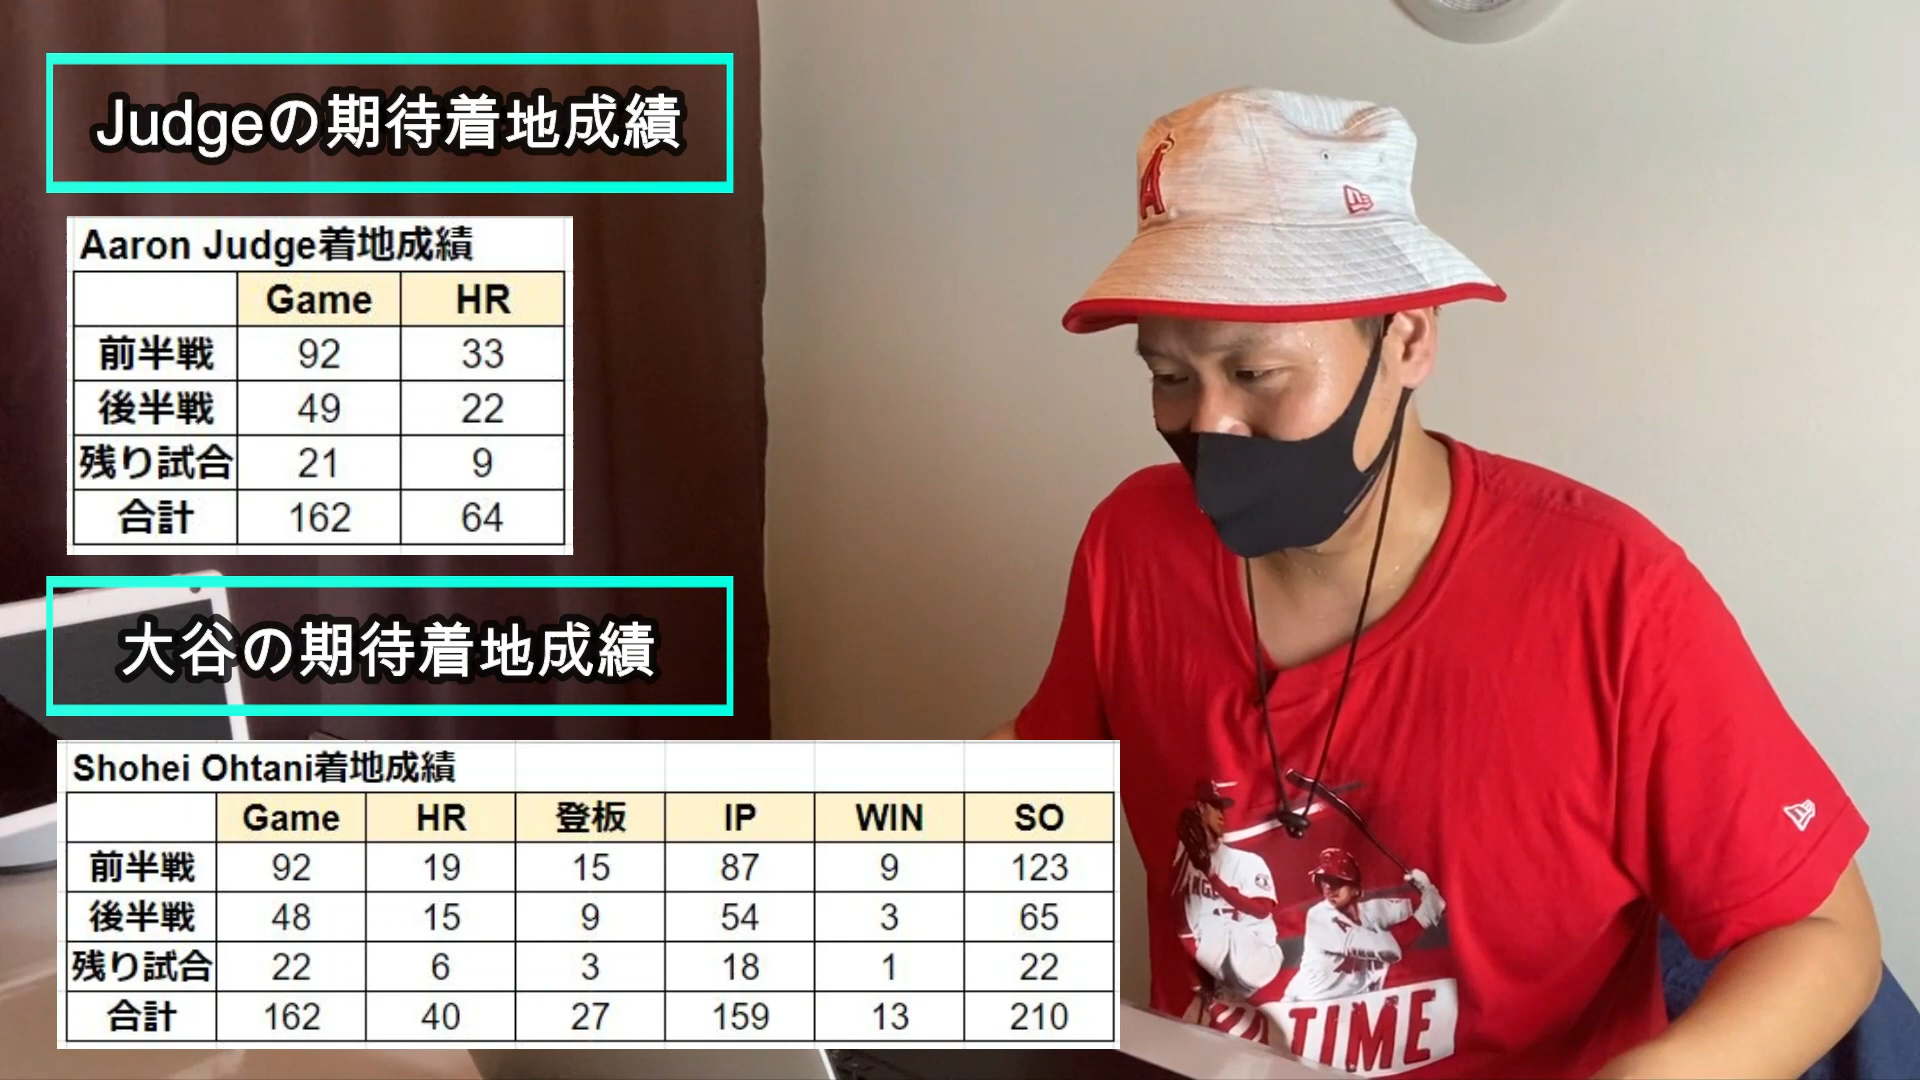 Judgeの期待着地成績
Aaron Judge着地成績
Game HR
前半戦 92 33
後半戦 49 22
残り試合 21 9
合計 162 64
大谷の期待着地成績
Shohei Ohtani着地成績
Game HR 登板 IP WIN SO
前半戦 92 19 15 87 9 123
後半戦 48 15 9 54 3 65
残り試合 22 6 3 18 1 22
合計 162 40 27 159 13 210
A
TIME